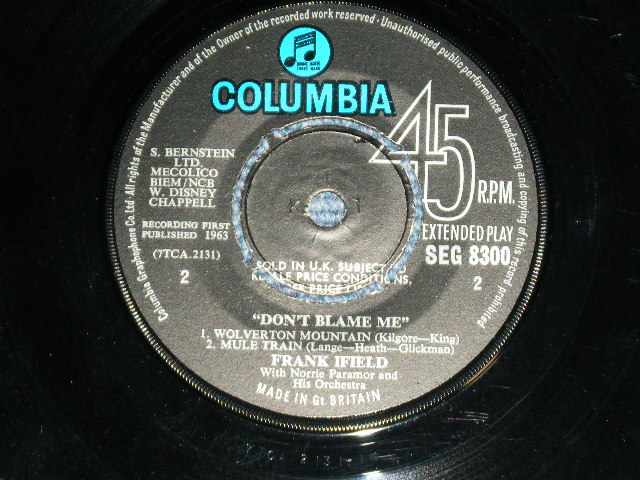 Columbia Graphophone Co. Ltd. All rights of the Manufacturer and of the Owner of the recorded work reserved · Unauthorised public performance, broadcasting and copying of this record prohibited
COLUMBIA
45
R.P.M.
EXTENDED PLAY
SEG 8300
2
S. BERNSTEIN
LTD.
MECOLICO
BIEM/NCB
W. DISNEY
CHAPPELL
RECORDING FIRST
PUBLISHED 1963
(7TCA.2131)
2
SOLD IN U.K. SUBJECT
PRICE CONDITIONS,
PRICE
"DON'T BLAME ME"
1. WOLVERTON MOUNTAIN (Kilgore—King)
2. MULE TRAIN (Lange—Heath—Glickman)
FRANK IFIELD
With Norrie Paramor and
His Orchestra
MADE IN Gt. BRITAIN